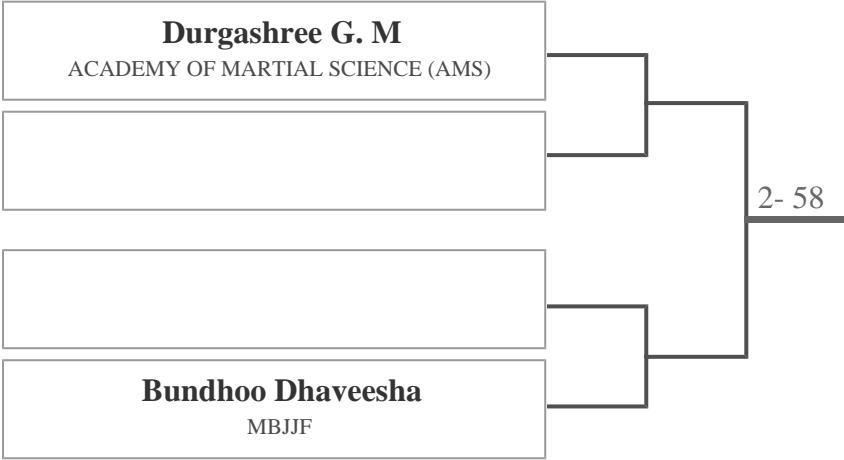 Durgashree G. M
ACADEMY OF MARTIAL SCIENCE (AMS)
2- 58
Bundhoo Dhaveesha
MBJJF